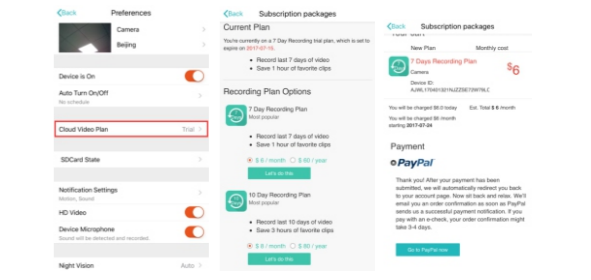 Back
Preferences
Camera
Beijing
Device is On
Auto Turn On/Off
No schedule
Cloud Video Plan
Trial
SDCard State
Notification Settings
Motion, Sound
HD Video
Device Microphone
Sound will be detected and recorded.
Night Vision
Auto
Back
Subscription packages
Current Plan
You're currently on a 7 Day Recording trial plan, which is set to
expire on 2017-07-15.
• Record last 7 days of video
• Save 1 hour of favorite clips
Recording Plan Options
7 Day Recording Plan
Most popular
• Record last 7 days of video
• Save 1 hour of favorite clips
$ 6 / month
$ 60 / year
Let's do this
10 Day Recording Plan
Most popular
• Record last 10 days of video
• Save 3 hours of favorite clips
$ 8 / month
$ 80 / year
Let's do this
Back
Subscription packages
New Plan
Monthly cost
7 Days Recording Plan
$6
Camera
Device ID:
You will be charged $6.0 today
Est. Total $ 6 /month
You will be charged $6 /month
starting 2017-07-24
Payment
PayPal
Thank you! After your payment has been
submitted, we will automatically redirect you back
to your account page. Now sit back and relax. We'll
email you an order confirmation as soon as PayPal
sends us a successful payment notification. If you
pay with an e-check, your order confirmation might
take 3-4 days.
Go to PayPal now